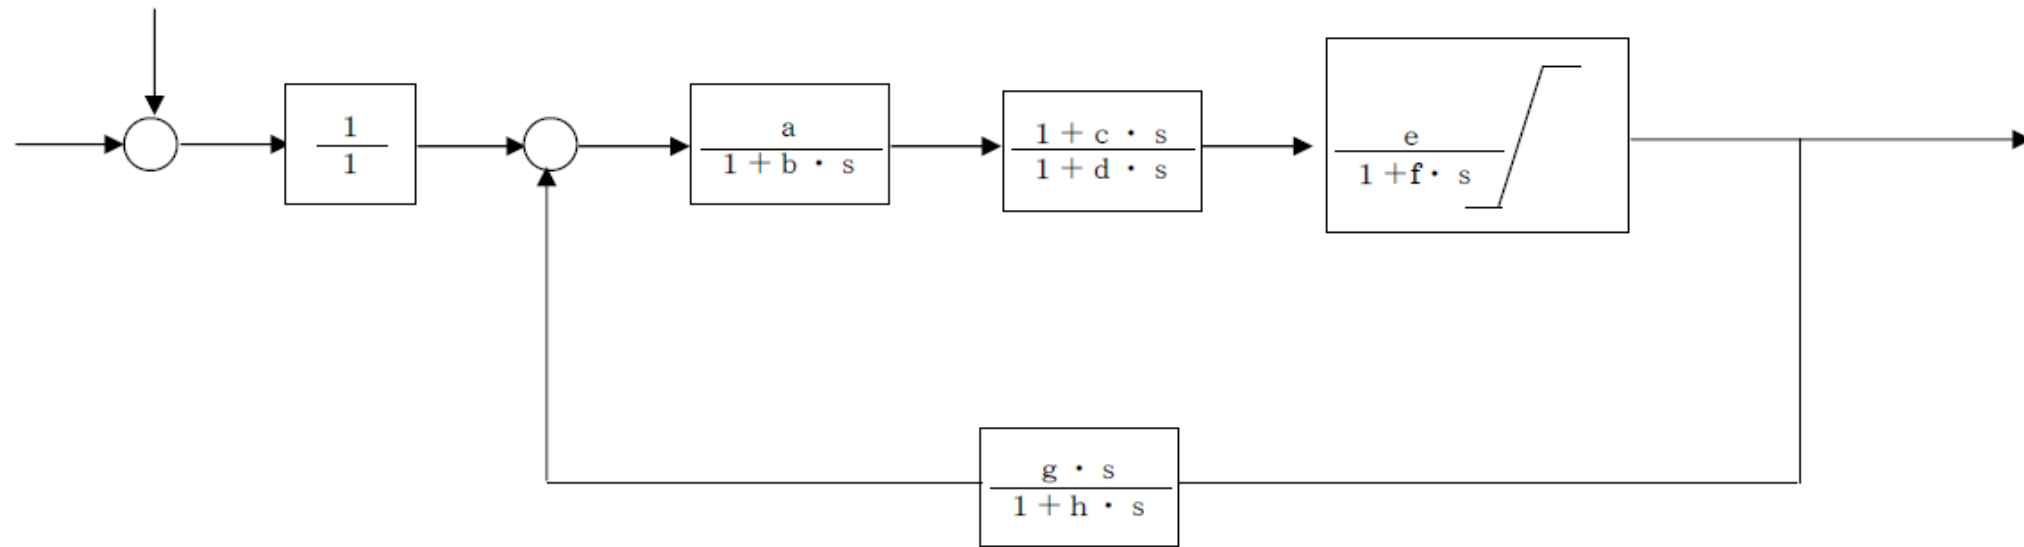 1
1
a
1 + b ・ s
1 + c ・ s
1 + d ・ s
e
1 +f・ s
g ・ s
1 + h ・ s